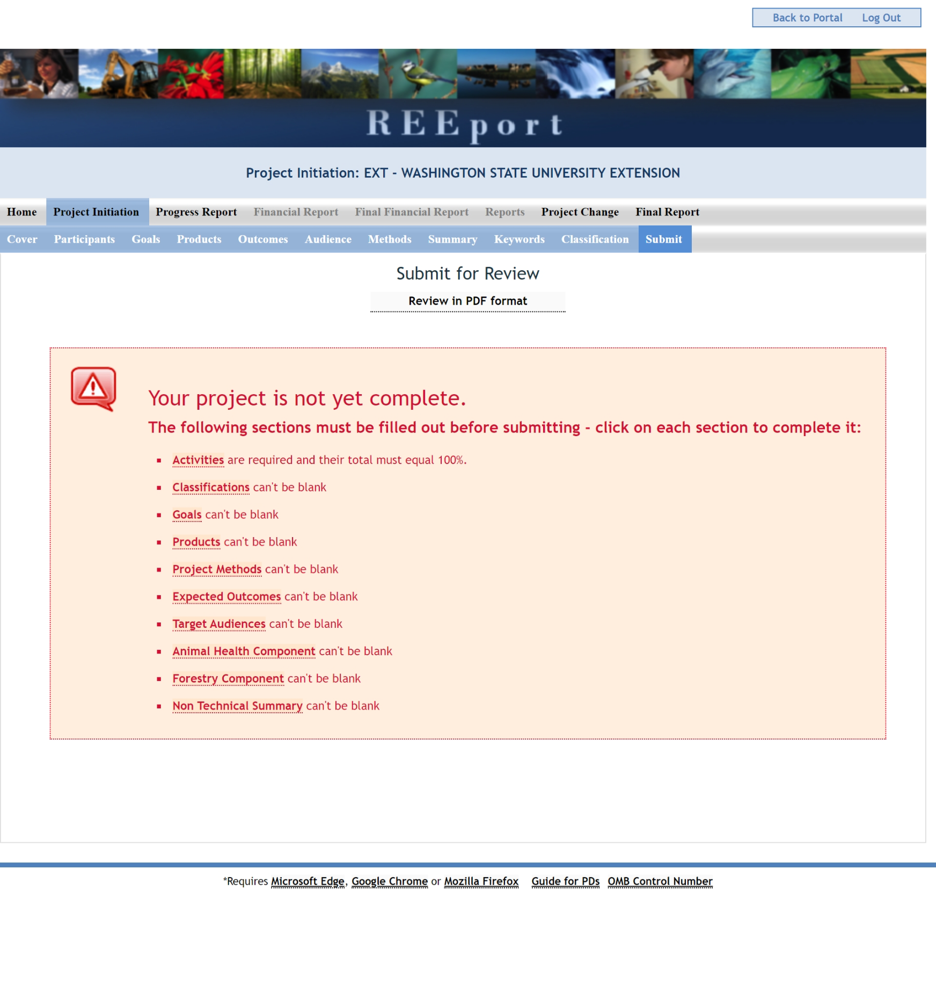 Back to Portal Log Out
REEport
Project Initiation: EXT - WASHINGTON STATE UNIVERSITY EXTENSION
Home Project Initiation Progress Report Financial Report Final Financial Report Reports Project Change Final Report
Cover Participants Goals Products Outcomes Audience Methods Summary Keywords Classification Submit
Submit for Review
Review in PDF format
Your project is not yet complete.
The following sections must be filled out before submitting - click on each section to complete it:
Activities are required and their total must equal 100%.
Classifications can't be blank
Goals can't be blank
Products can't be blank
Project Methods can't be blank
Expected Outcomes can't be blank
Target Audiences can't be blank
Animal Health Component can't be blank
Forestry Component can't be blank
Non Technical Summary can't be blank
*Requires Microsoft Edge, Google Chrome or Mozilla Firefox Guide for PDs OMB Control Number